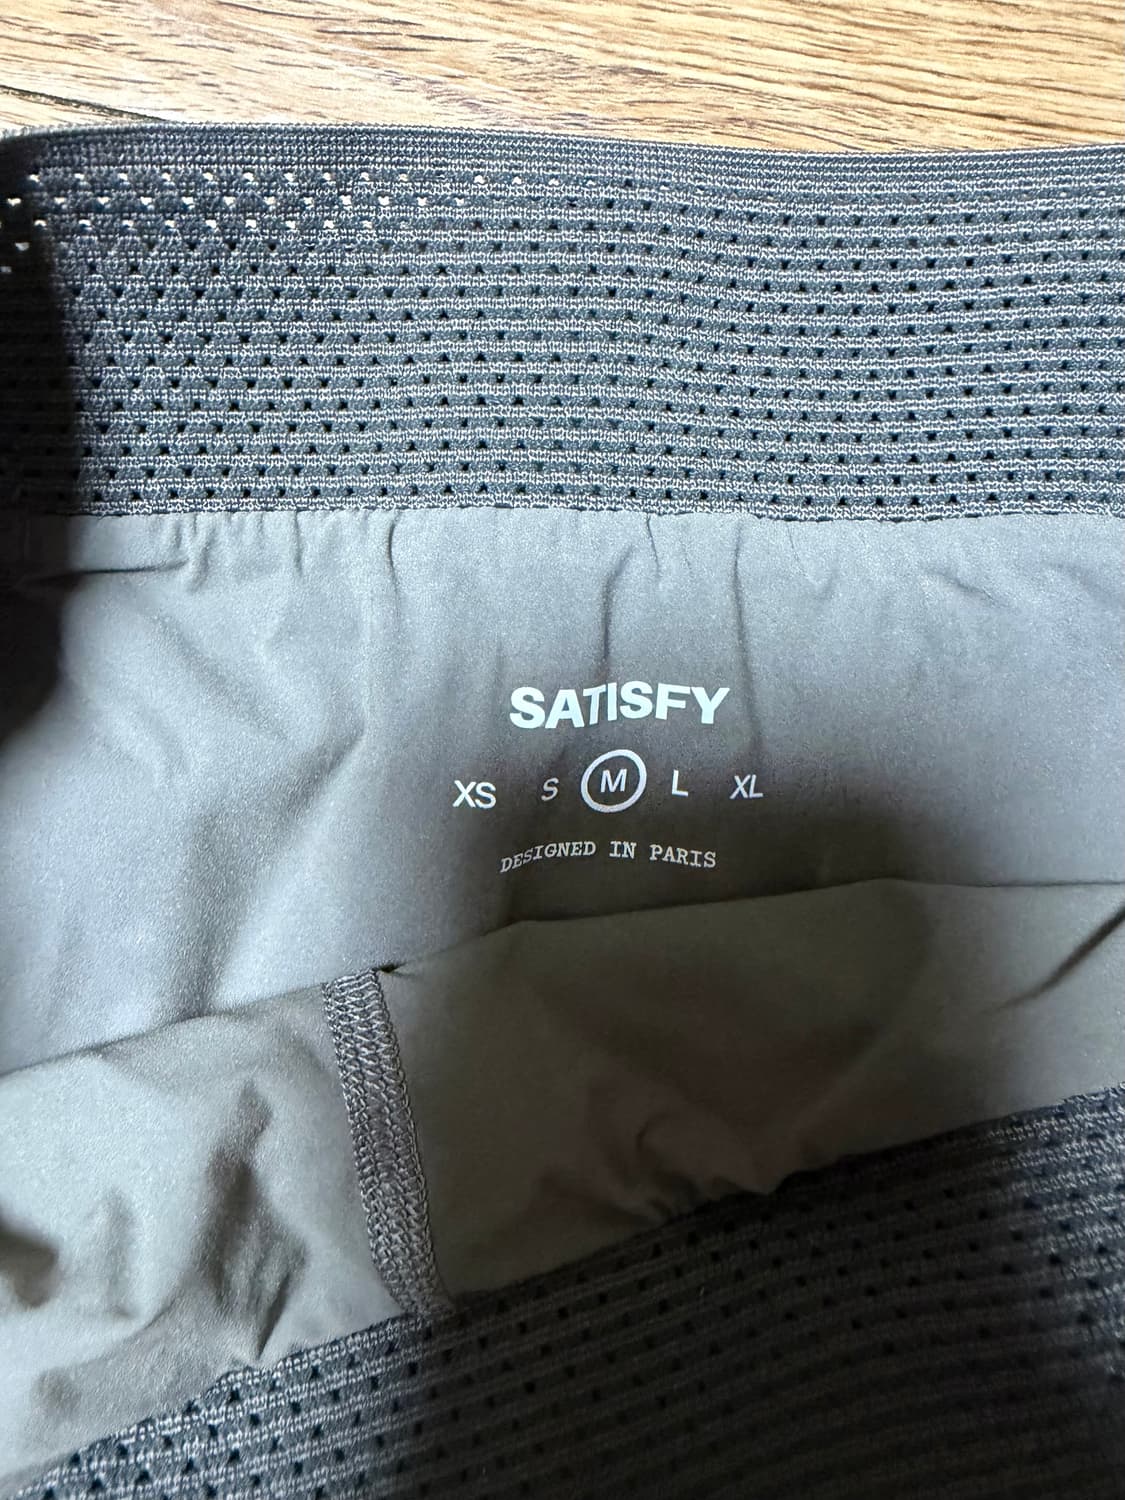 SATISFY
XS S M L XL
DESIGNED IN PARIS